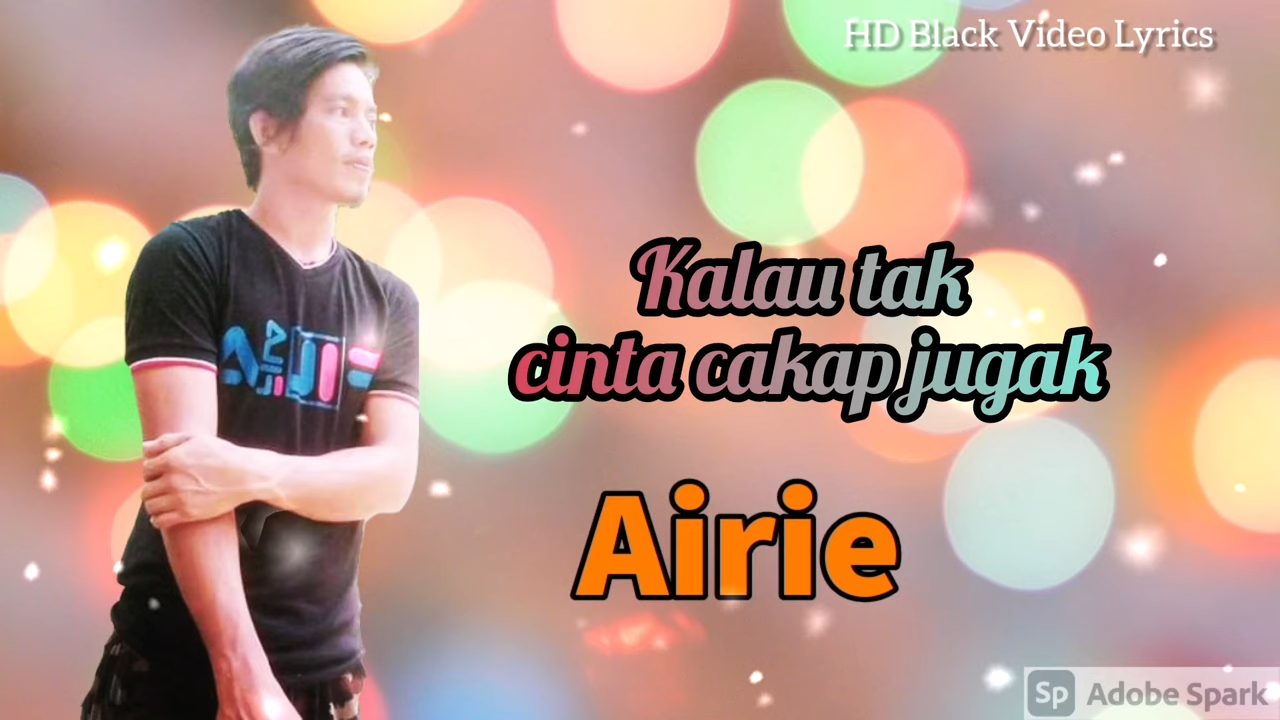 HD Black Video Lyrics
Kalau tak
cinta cakap jugak
Airie
Sp Adobe Spark